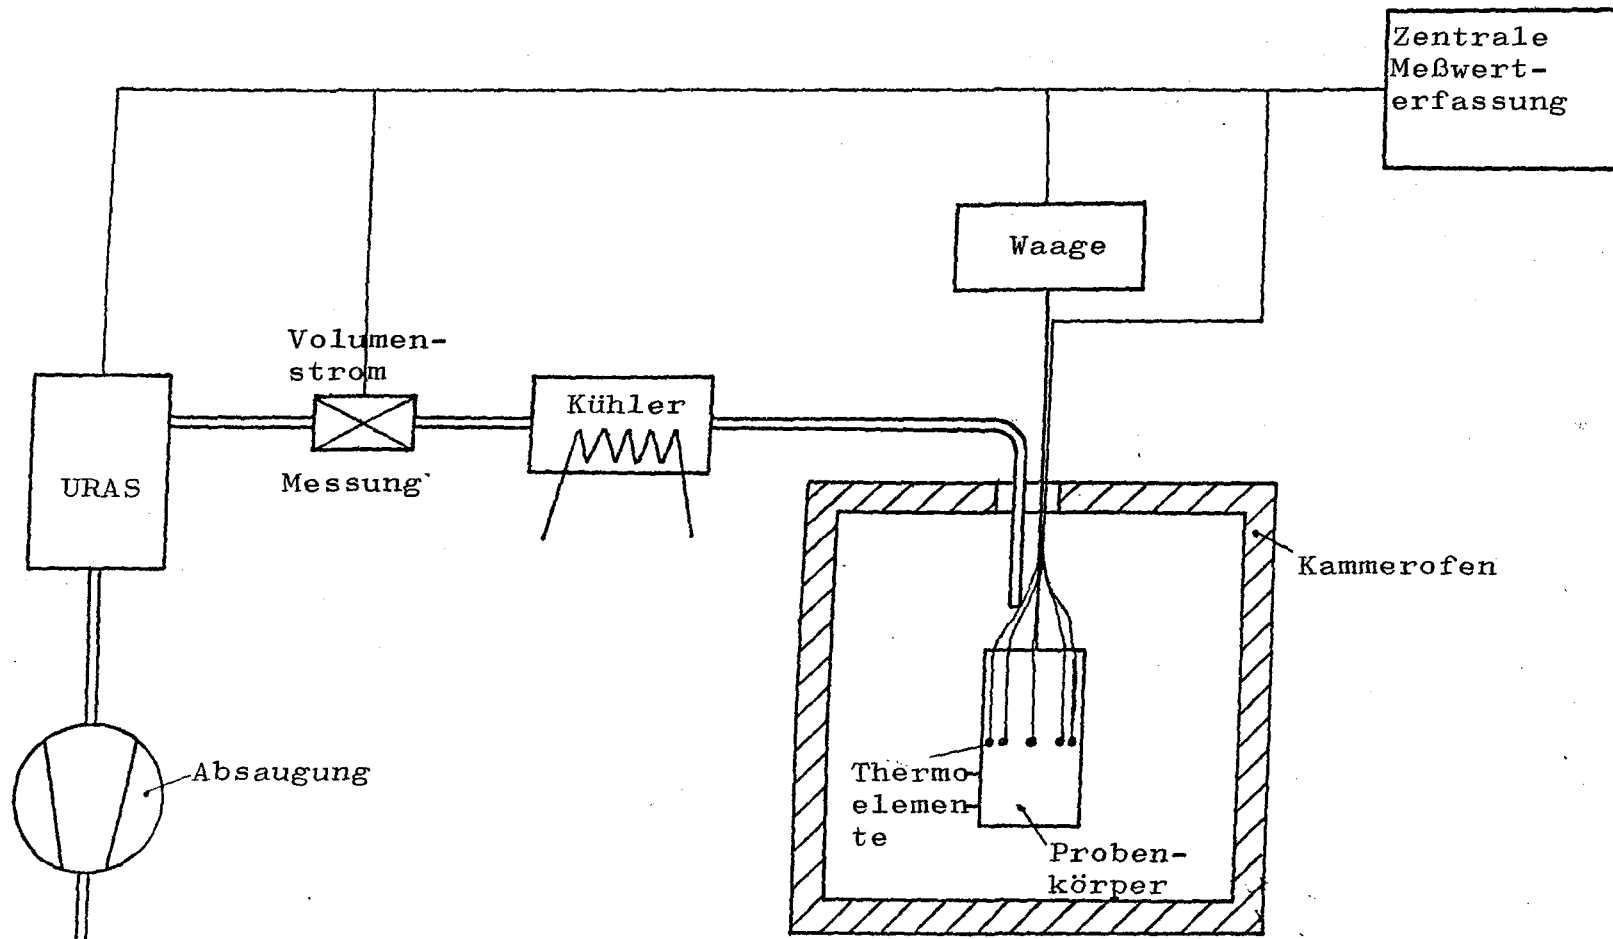 Zentrale
Meßwert-
erfassung
Waage
Volumen-
strom
Messung
Kühler
URAS
Kammerofen
Absaugung
Thermo-
elemen-
te
Proben-
körper